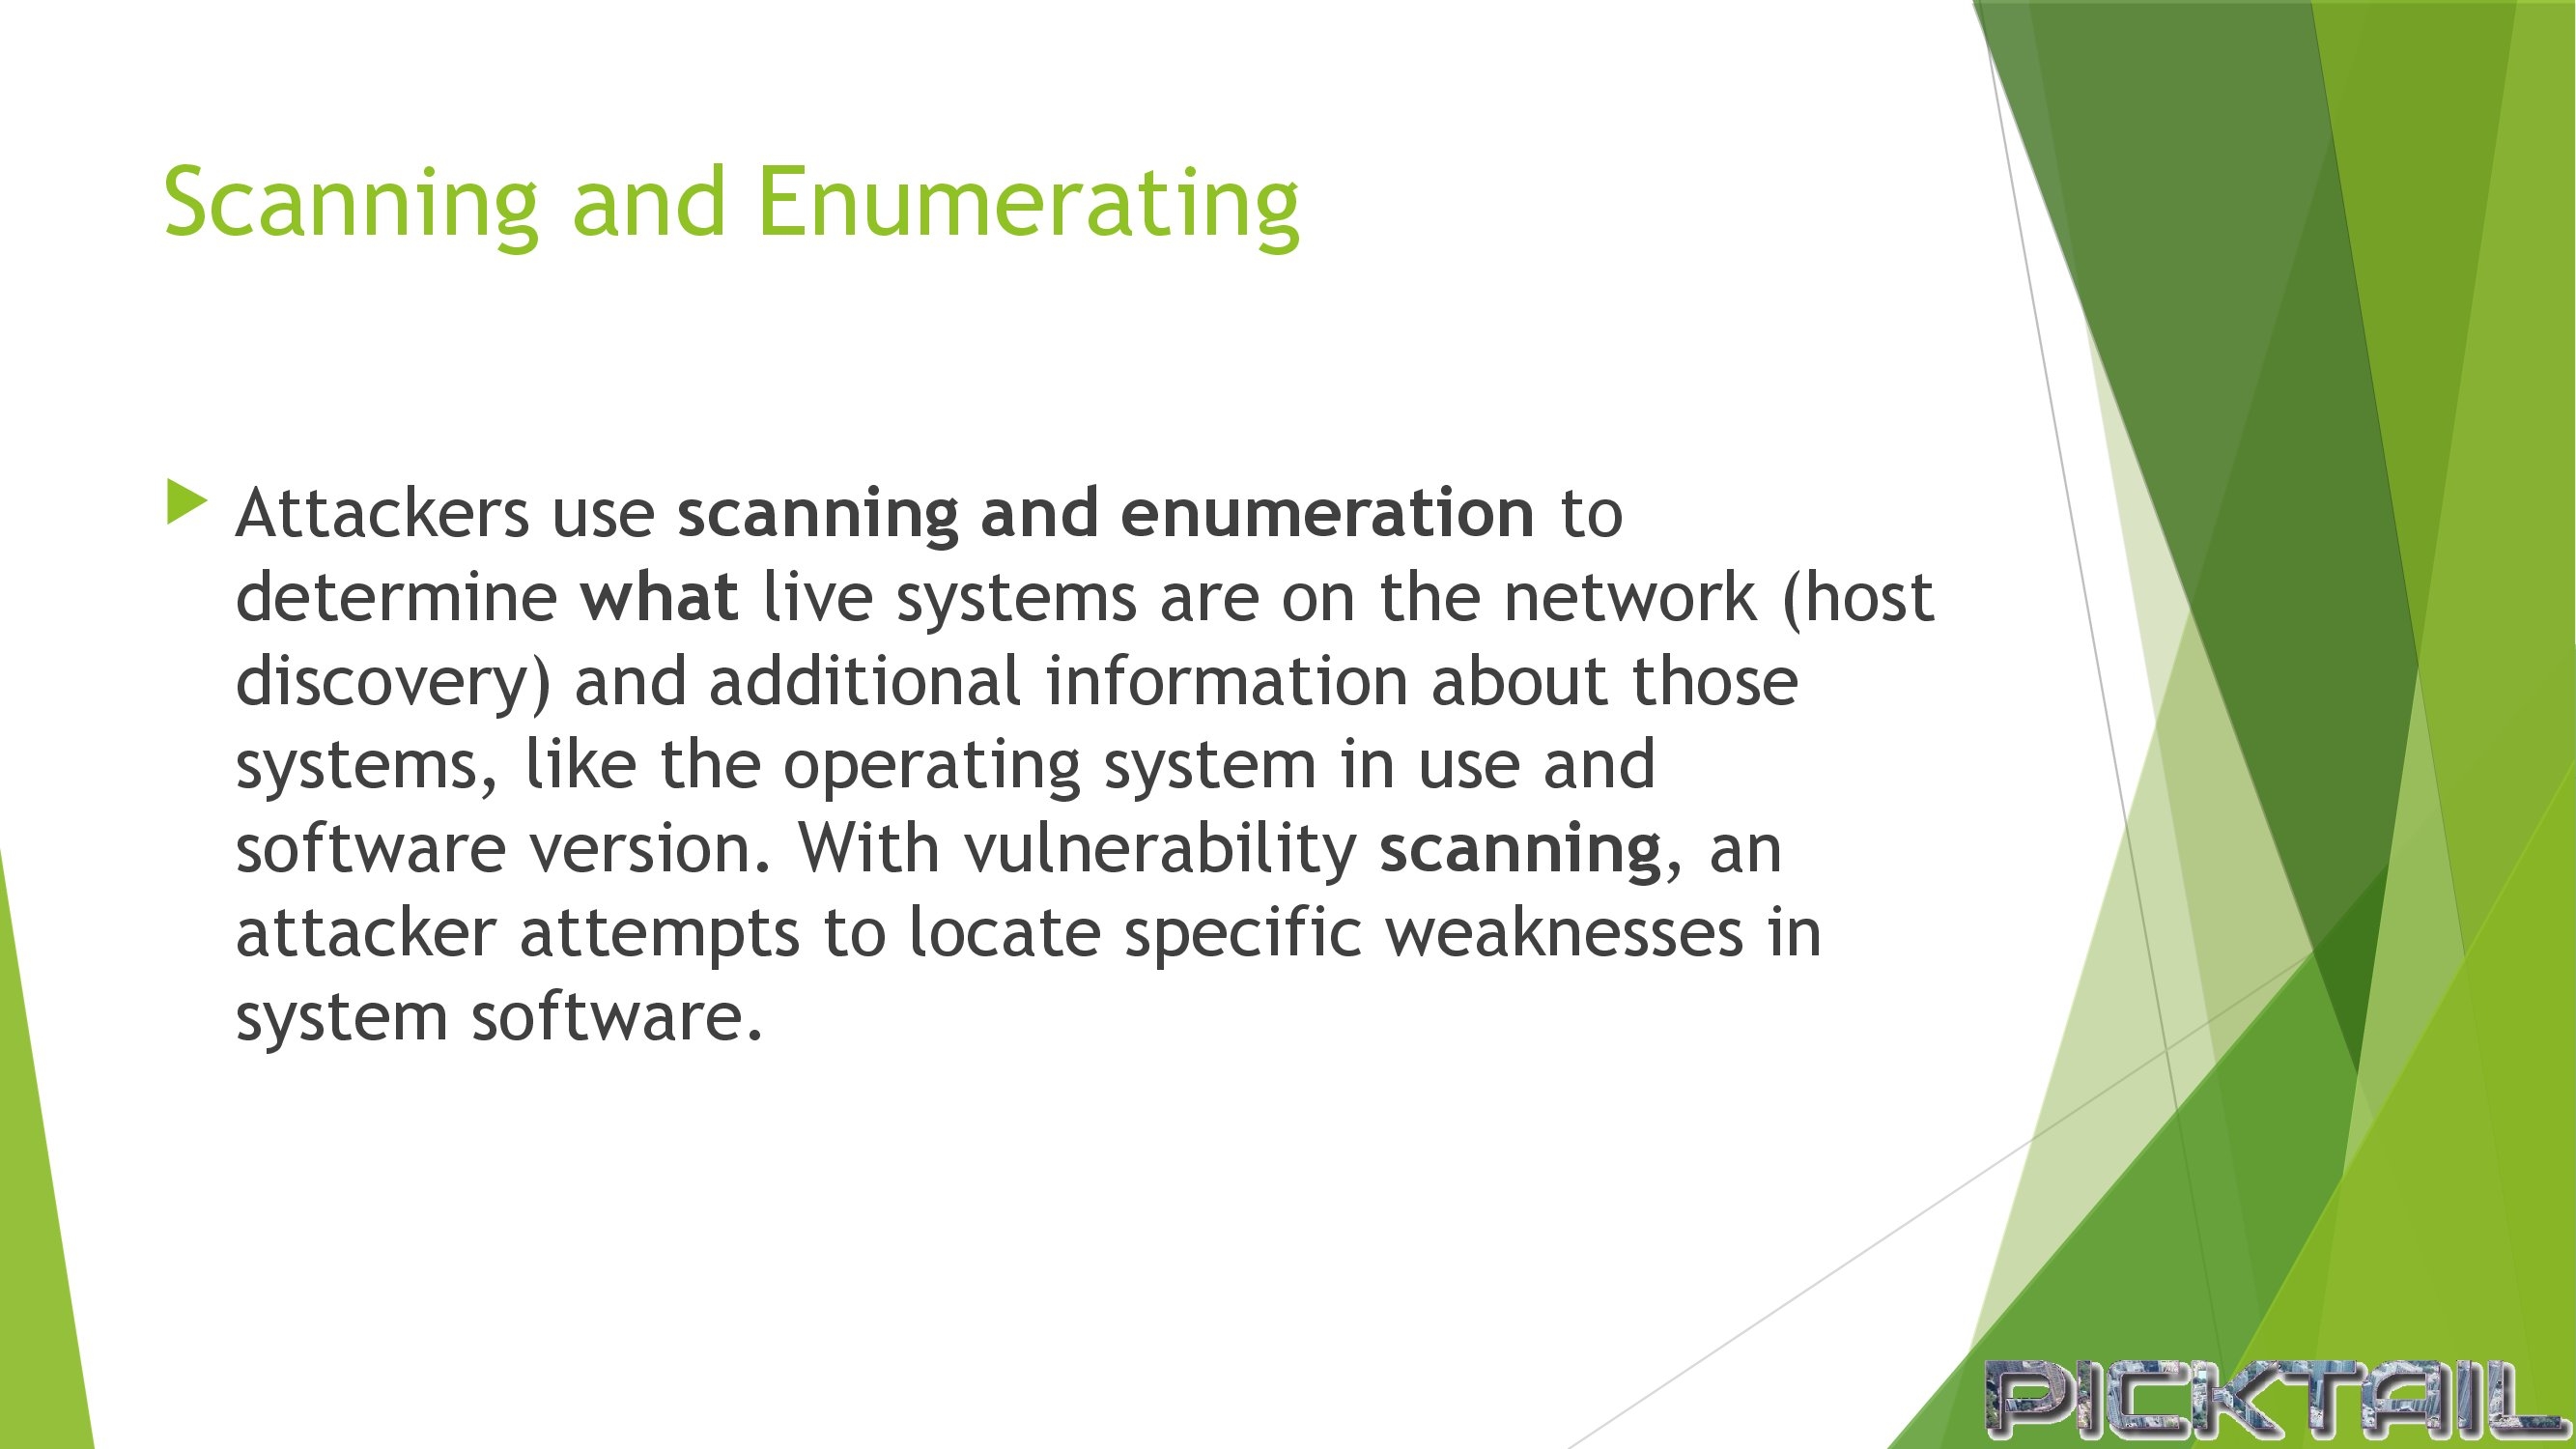 Scanning and Enumerating
Attackers use scanning and enumeration to
determine what live systems are on the network (host
discovery) and additional information about those
systems, like the operating system in use and
software version. With vulnerability scanning, an
attacker attempts to locate specific weaknesses in
system software.
PICKTAIL